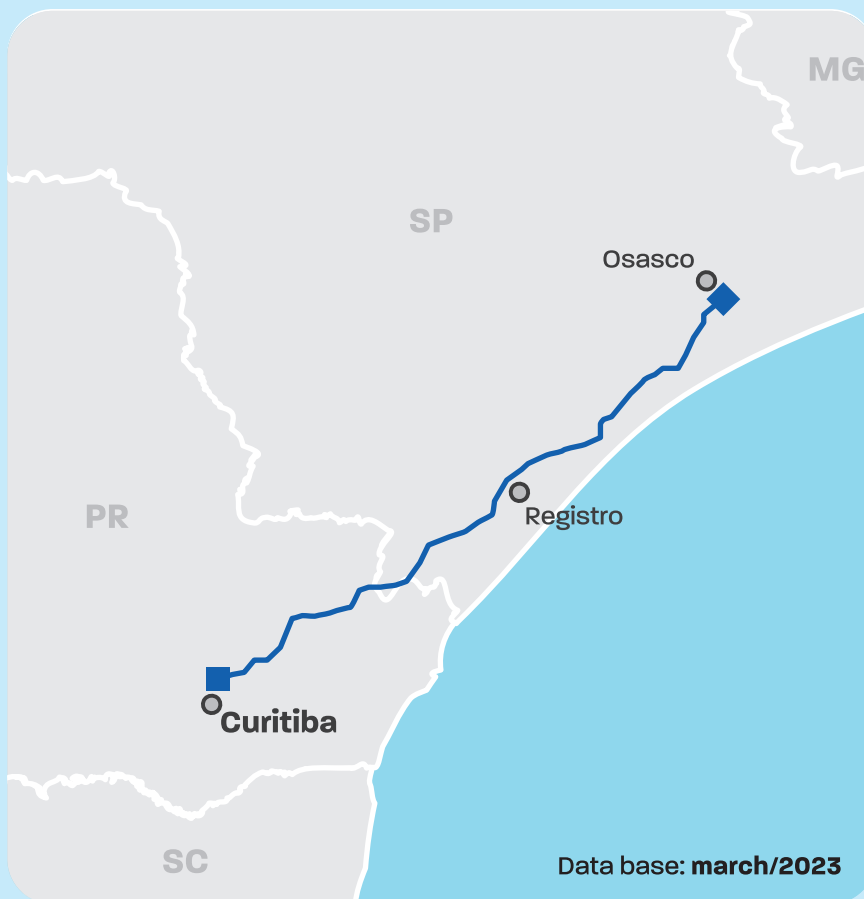 MG
SP
Osasco
PR
Registro
Curitiba
SC
Data base: march/2023